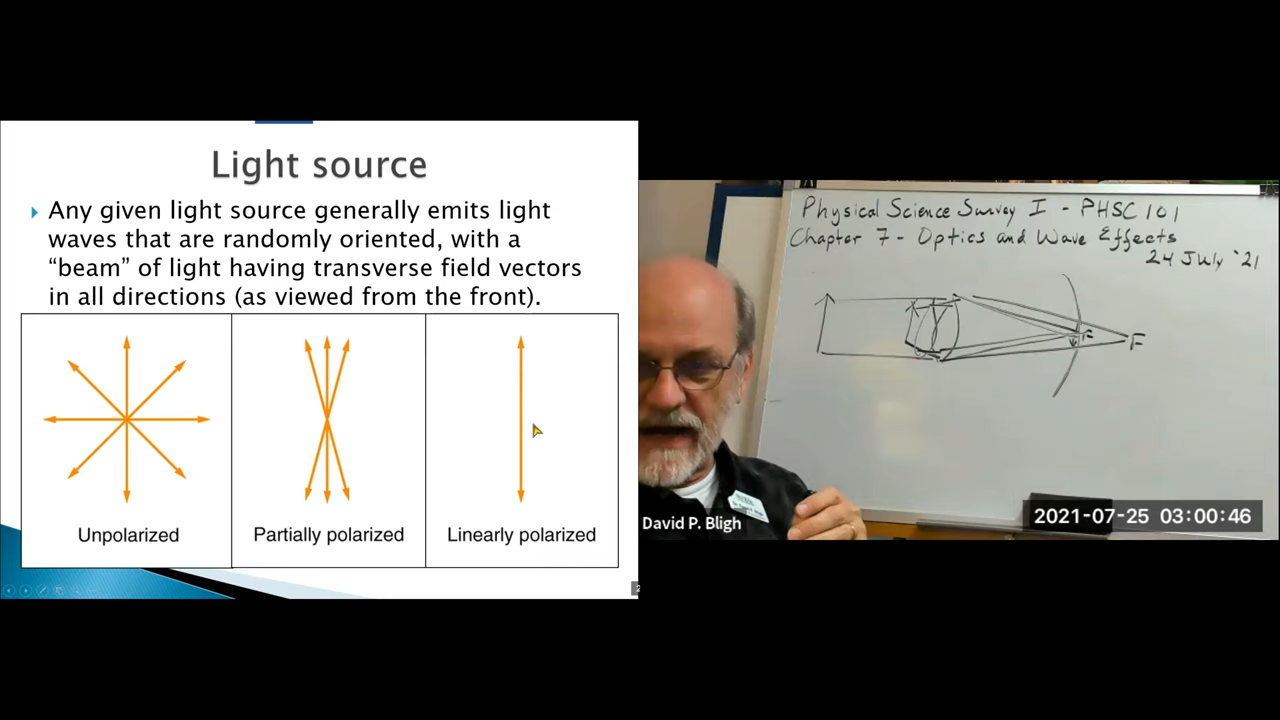 Light source
Any given light source generally emits light
waves that are randomly oriented, with a
“beam” of light having transverse field vectors
in all directions (as viewed from the front).
Unpolarized
Partially polarized
Linearly polarized
Physical Science Survey I - PHSC 101
Chapter 7 - Optics and Wave Effects
24 July '21
F
F
David P. Bligh
2021-07-25 03:00:46